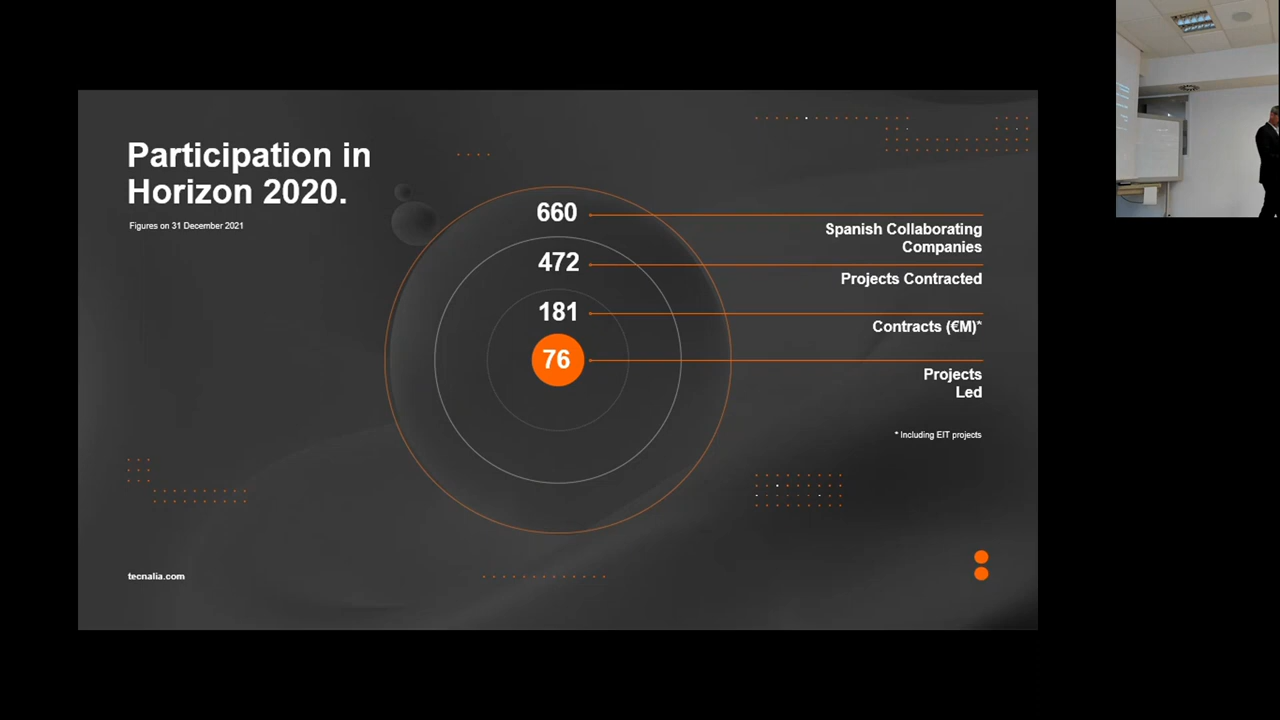 Participation in
Horizon 2020.
Figures on 31 December 2021
660
Spanish Collaborating
Companies
472
Projects Contracted
181
Contracts (€M)*
76
Projects
Led
* Including EIT projects
tecnalia.com